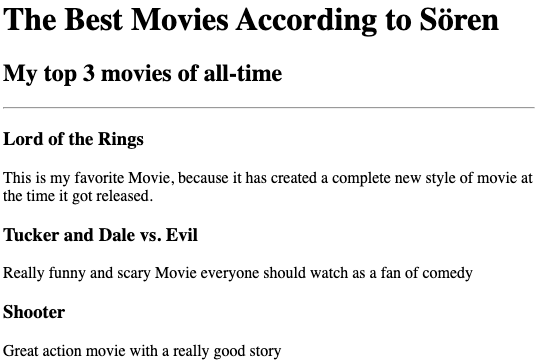 The Best Movies According to Sören
My top 3 movies of all-time
Lord of the Rings
This is my favorite Movie, because it has created a complete new style of movie at
the time it got released.
Tucker and Dale vs. Evil
Really funny and scary Movie everyone should watch as a fan of comedy
Shooter
Great action movie with a really good story